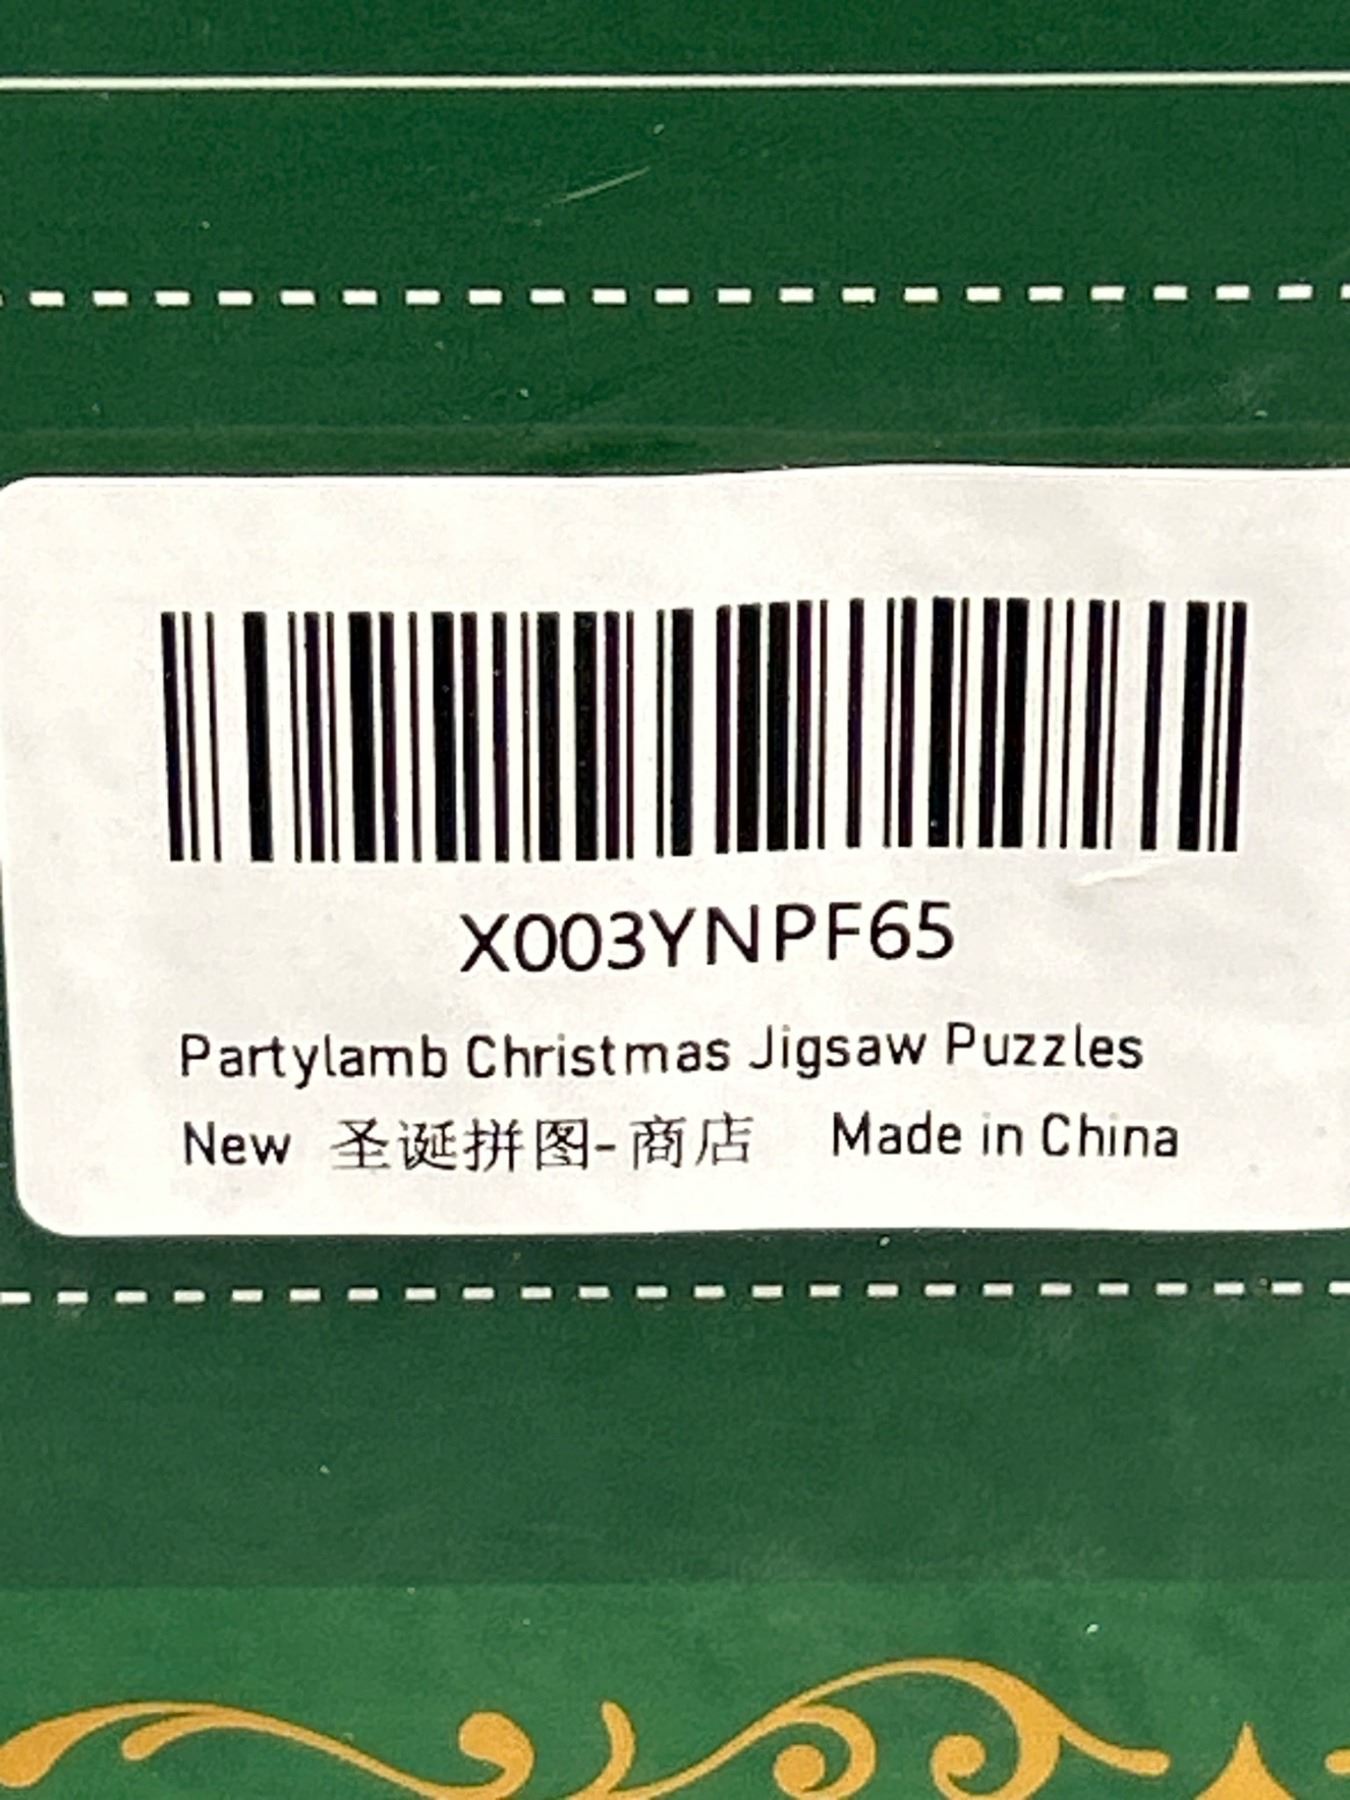 X003YNPF65
Partylamb Christmas Jigsaw Puzzles
New 圣诞拼图-商店 Made in China